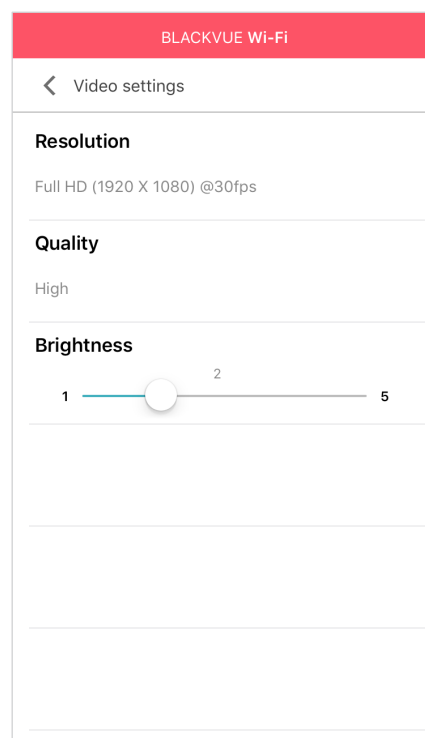 BLACKVUE Wi-Fi
Video settings
Resolution
Full HD (1920 X 1080) @30fps
Quality
High
Brightness
2
1 5